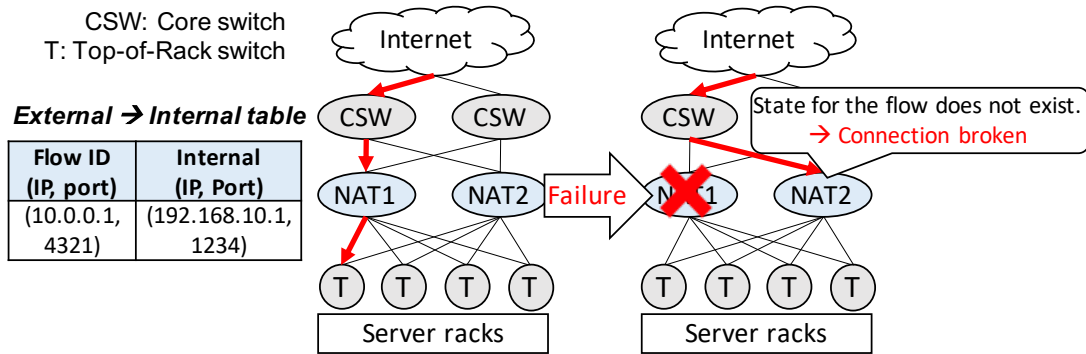 CSW: Core switch
T: Top-of-Rack switch
External → Internal table
Flow ID
(IP, port)
Internal
(IP, Port)
(10.0.0.1,
4321)
(192.168.10.1,
1234)
Internet
CSW
CSW
NAT1
NAT2
T
T
T
T
Server racks
Failure
Internet
CSW
State for the flow does not exist.
→ Connection broken
NAT1
NAT2
T
T
T
T
Server racks